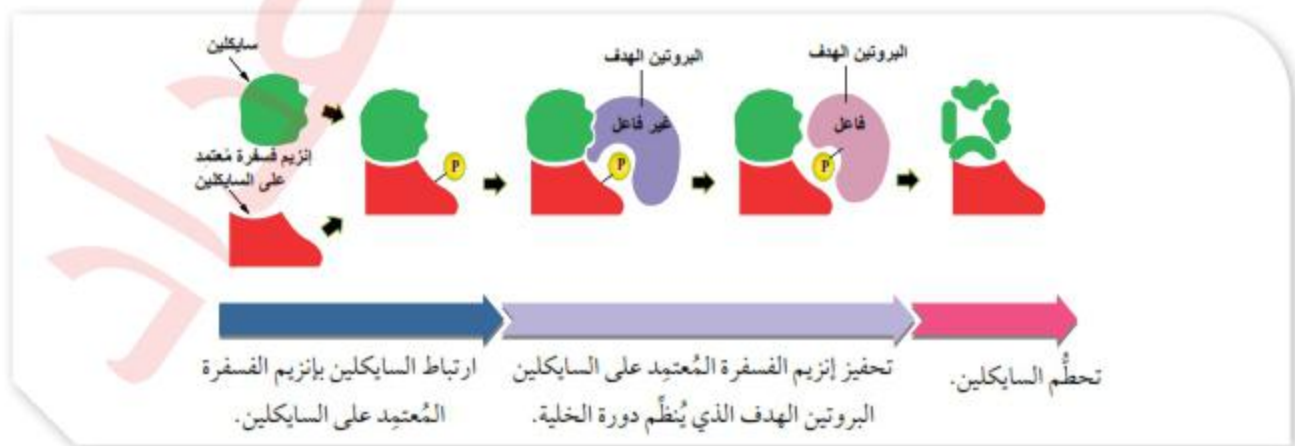 سايكلين
إنزيم فسفرة مُعتمد
على السايكلين
P
البروتين الهدف
غير فاعل
P
البروتين الهدف
فاعل
P
ارتباط السايكلين بإنزيم الفسفرة
المُعتمِد على السايكلين.
تحفيز إنزيم الفسفرة المُعتمِد على السايكلين
البروتين الهدف الذي يُنظِّم دورة الخلية.
تحطُّم السايكلين.